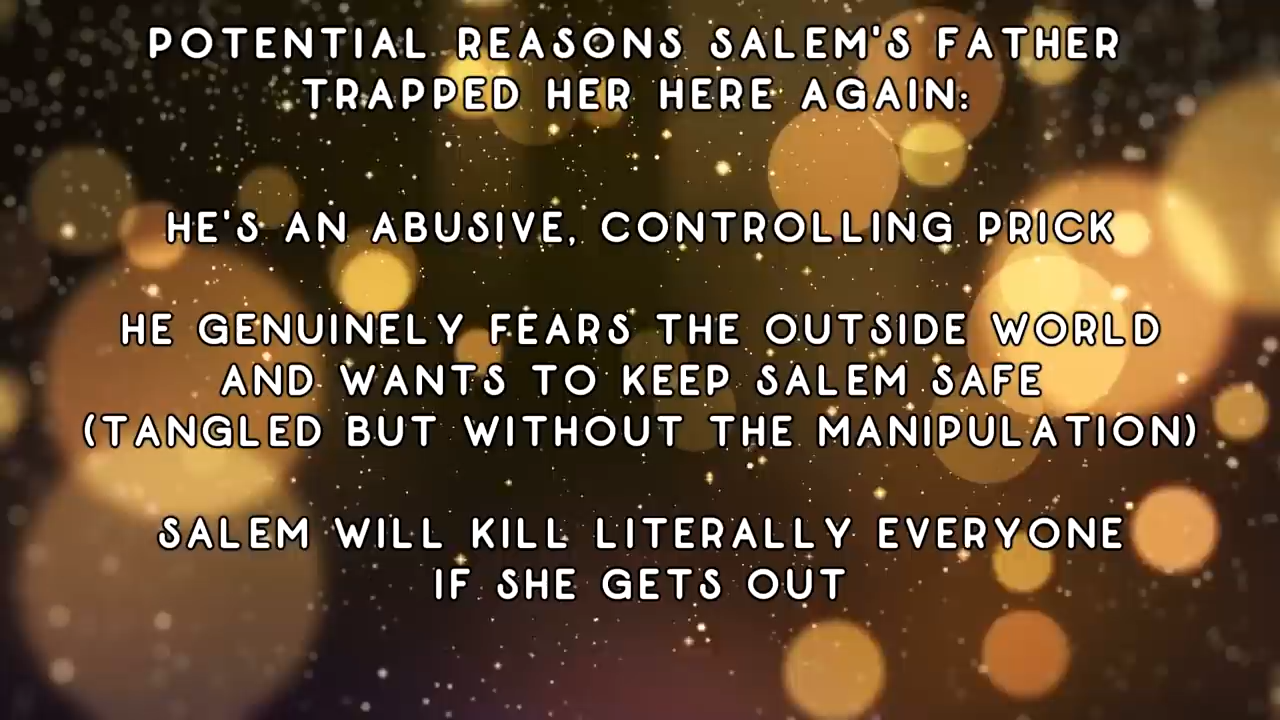 POTENTIAL REASONS SALEM'S FATHER
TRAPPED HER HERE AGAIN:
HE'S AN ABUSIVE, CONTROLLING PRICK
HE GENUINELY FEARS THE OUTSIDE WORLD
AND WANTS TO KEEP SALEM SAFE
(TANGLED BUT WITHOUT THE MANIPULATION)
SALEM WILL KILL LITERALLY EVERYONE
IF SHE GETS OUT